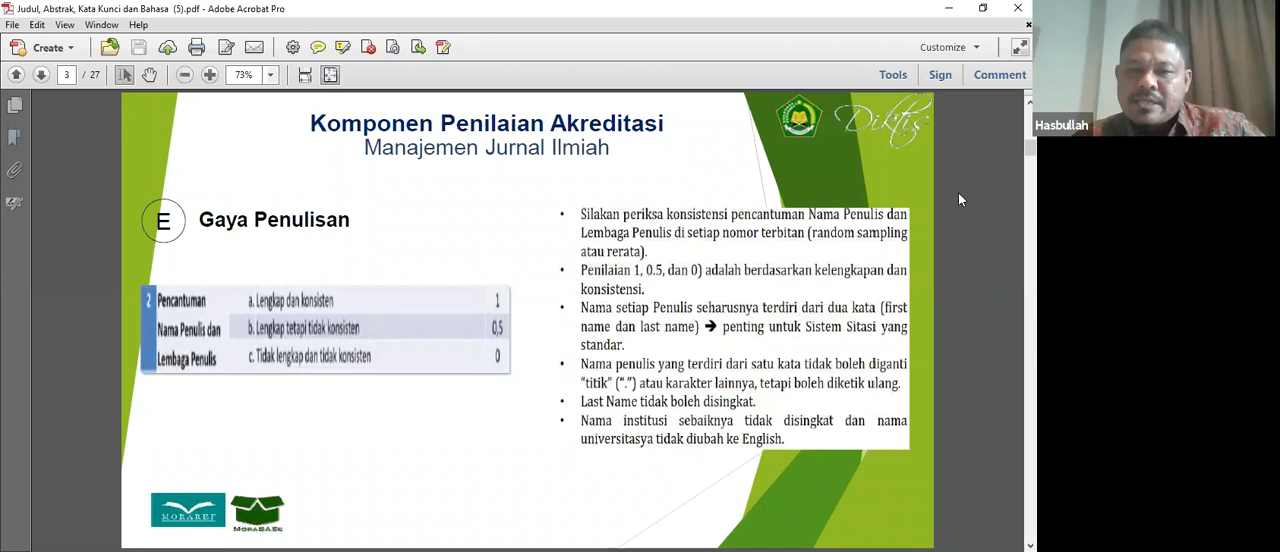 Judul, Abstrak, Kata Kunci dan Bahasa (5).pdf - Adobe Acrobat Pro
File Edit View Window Help
Create
Customize
3 / 27
73%
Tools Sign Comment
Hasbullah
Komponen Penilaian Akreditasi
Manajemen Jurnal Ilmiah
Diktis
E Gaya Penulisan
2 Pencantuman a. Lengkap dan konsisten 1
Nama Penulis dan b. Lengkap tetapi tidak konsisten 0,5
Lembaga Penulis c. Tidak lengkap dan tidak konsisten 0
• Silakan periksa konsistensi pencantuman Nama Penulis dan
Lembaga Penulis di setiap nomor terbitan (random sampling
atau rerata).
• Penilaian 1, 0.5, dan 0) adalah berdasarkan kelengkapan dan
konsistensi.
• Nama setiap Penulis seharusnya terdiri dari dua kata (first
name dan last name) ➔ penting untuk Sistem Sitasi yang
standar.
• Nama penulis yang terdiri dari satu kata tidak boleh diganti
“titik” (“.”) atau karakter lainnya, tetapi boleh diketik ulang.
• Last Name tidak boleh disingkat.
• Nama institusi sebaiknya tidak disingkat dan nama
universitasya tidak diubah ke English.
MORAREF
MORABASE